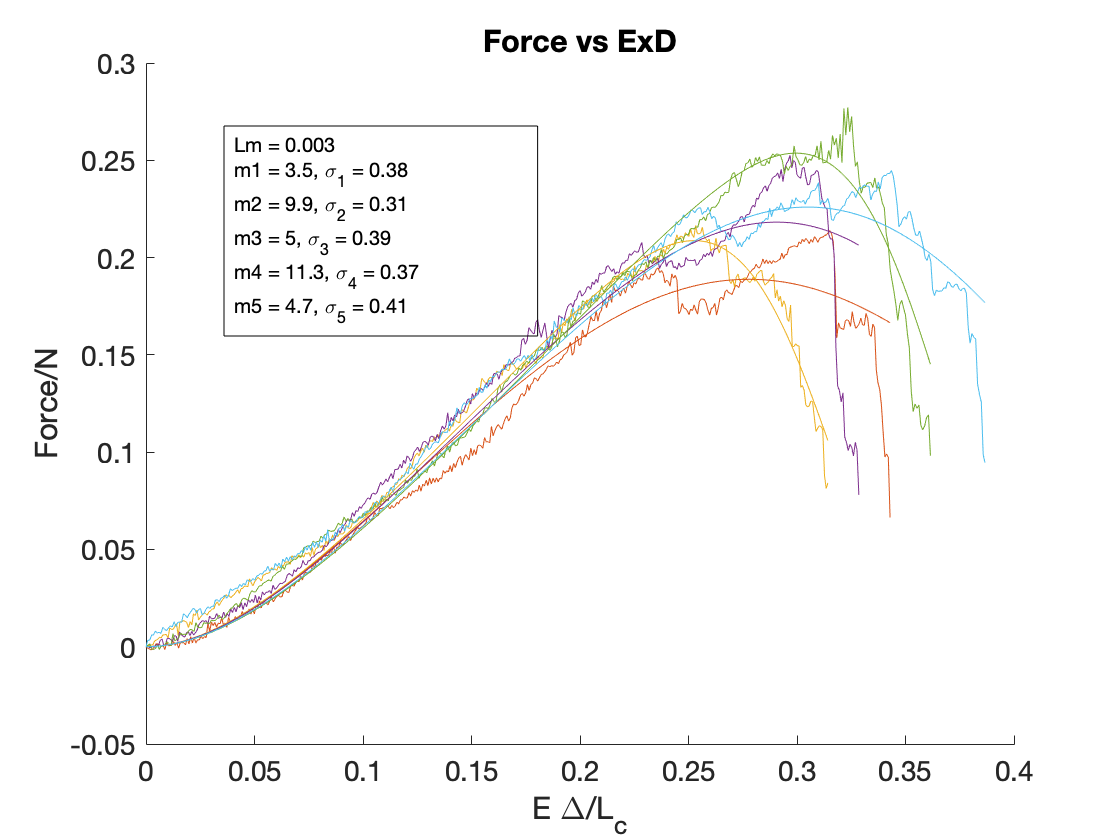 Force vs ExD
0.3
0.25
0.2
0.15
0.1
0.05
0
-0.05
Force/N
Lm = 0.003
m1 = 3.5, σ1 = 0.38
m2 = 9.9, σ2 = 0.31
m3 = 5, σ3 = 0.39
m4 = 11.3, σ4 = 0.37
m5 = 4.7, σ5 = 0.41
0 0.05 0.1 0.15 0.2 0.25 0.3 0.35 0.4
E Δ/Lc